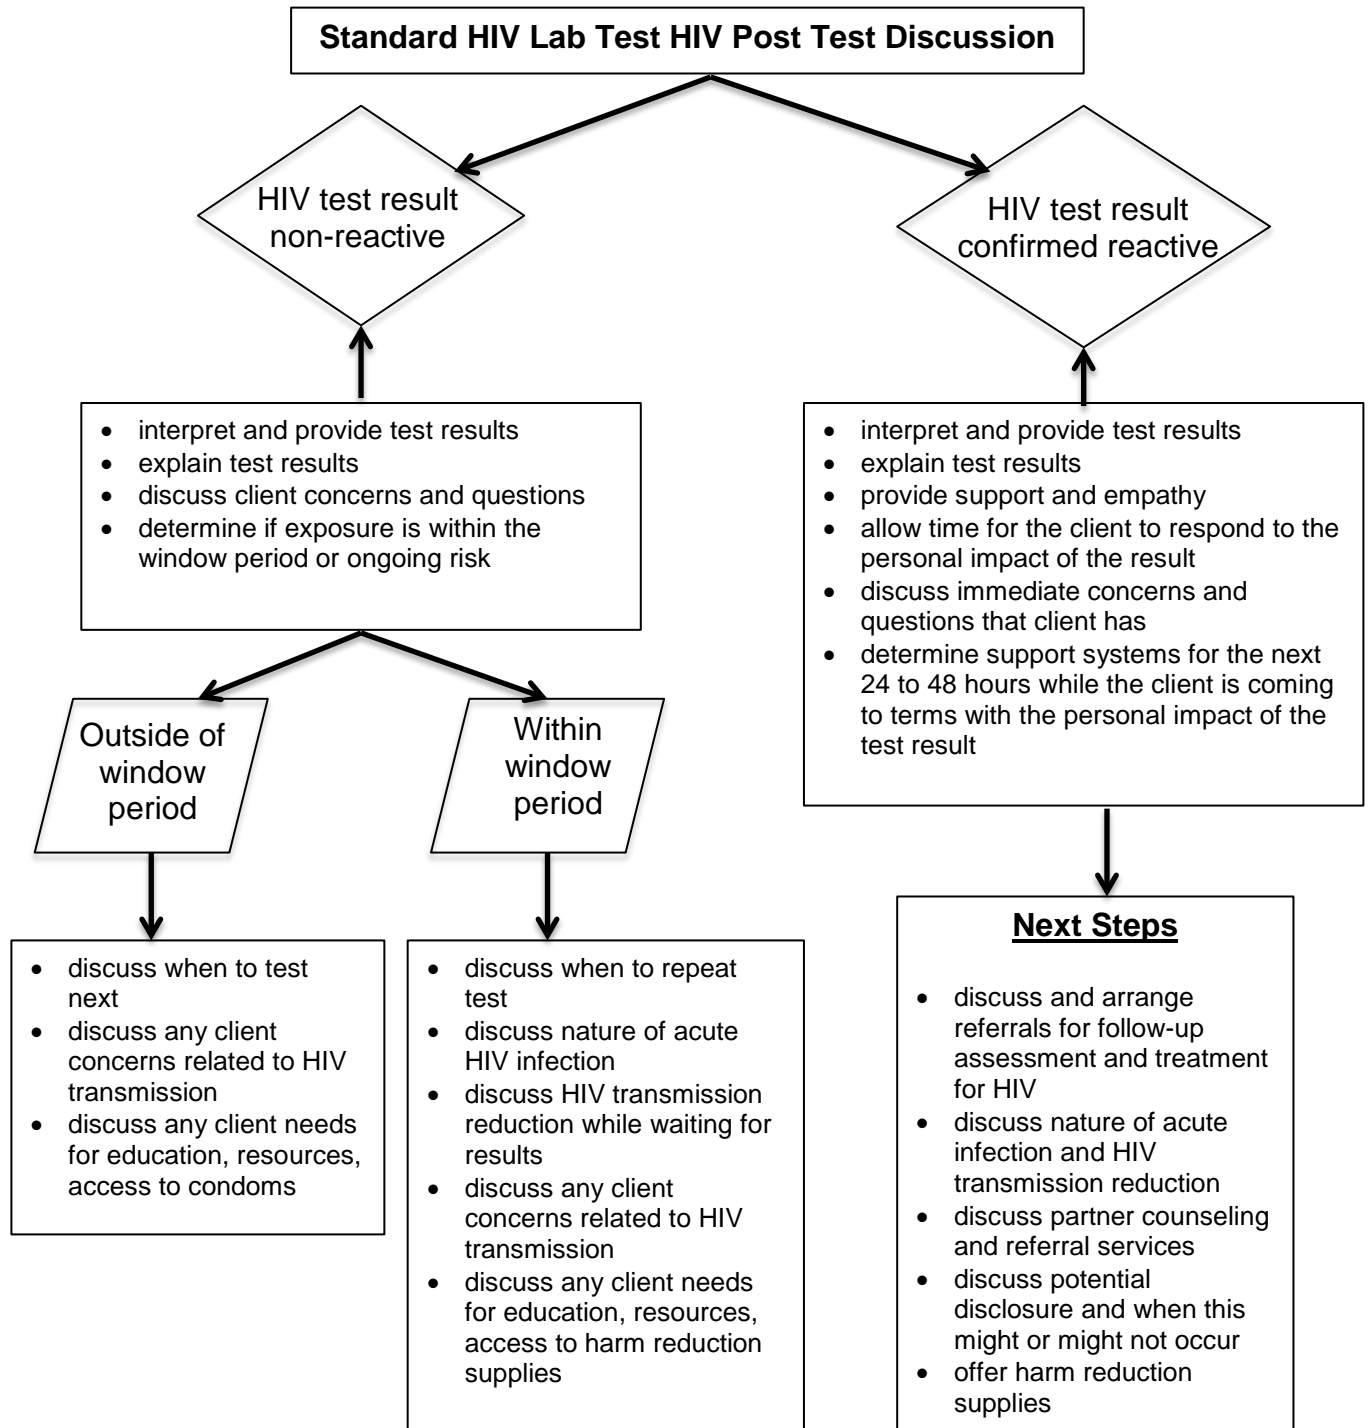 Standard HIV Lab Test HIV Post Test Discussion
HIV test result
non-reactive
HIV test result
confirmed reactive
• interpret and provide test results
• explain test results
• discuss client concerns and questions
• determine if exposure is within the
window period or ongoing risk
• interpret and provide test results
• explain test results
• provide support and empathy
• allow time for the client to respond to the
personal impact of the result
• discuss immediate concerns and
questions that client has
• determine support systems for the next
24 to 48 hours while the client is coming
to terms with the personal impact of the
test result
Outside of
window
period
Within
window
period
• discuss when to test
next
• discuss any client
concerns related to HIV
transmission
• discuss any client needs
for education, resources,
access to condoms
• discuss when to repeat
test
• discuss nature of acute
HIV infection
• discuss HIV transmission
reduction while waiting for
results
• discuss any client
concerns related to HIV
transmission
• discuss any client needs
for education, resources,
access to harm reduction
supplies
Next Steps
• discuss and arrange
referrals for follow-up
assessment and treatment
for HIV
• discuss nature of acute
infection and HIV
transmission reduction
• discuss partner counseling
and referral services
• discuss potential
disclosure and when this
might or might not occur
• offer harm reduction
supplies